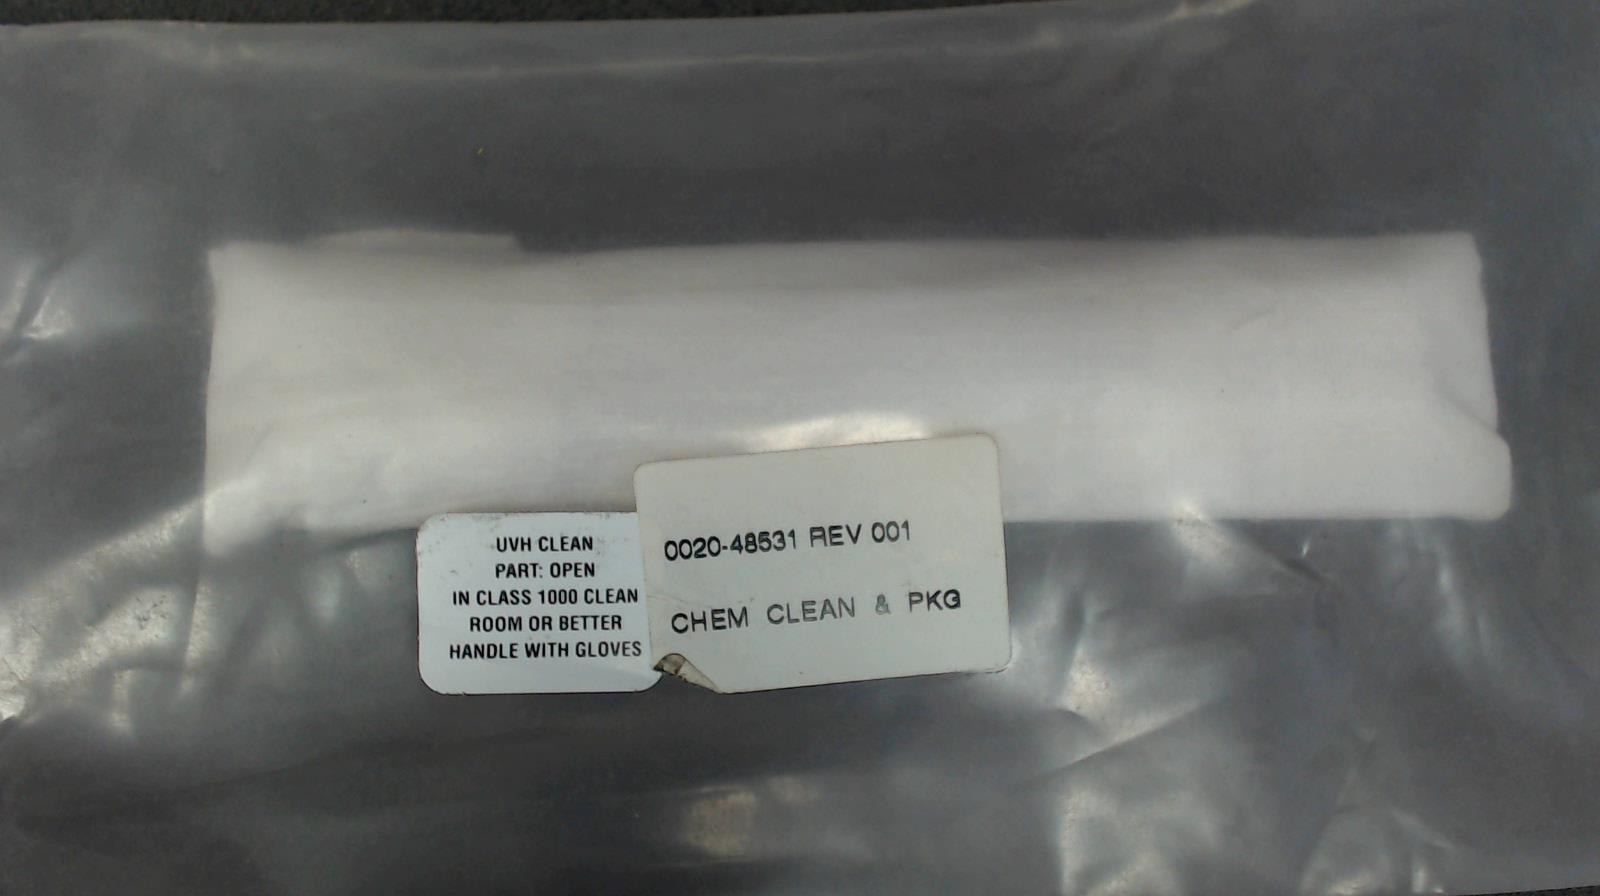 UVH CLEAN
PART: OPEN
IN CLASS 1000 CLEAN
ROOM OR BETTER
HANDLE WITH GLOVES
0020-48531 REV 001
CHEM CLEAN & PKG